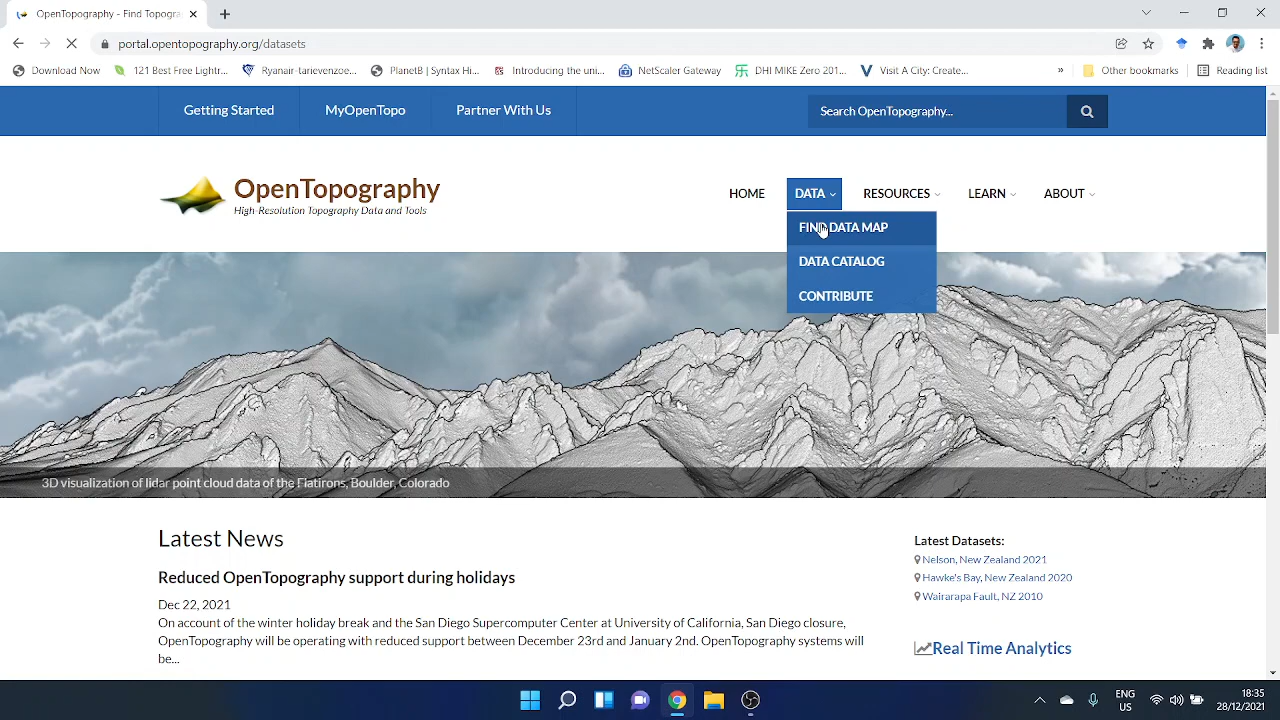 OpenTopography - Find Topogra
portal.opentopography.org/datasets
Download Now
121 Best Free Lightr...
Ryanair-tanjevenzoe...
PlanetB | Syntax Hi...
Introducing the uni...
NetScaler Gateway
DHI MIKE Zero 201...
Visit A City: Create...
»
Other bookmarks
Reading list
Getting Started
MyOpenTopo
Partner With Us
Search OpenTopography...
OpenTopography
High-Resolution Topography Data and Tools
HOME
DATA
RESOURCES
LEARN
ABOUT
FIND DATA MAP
DATA CATALOG
CONTRIBUTE
3D visualization of lidar point cloud data of the Flatirons, Boulder, Colorado
Latest News
Reduced OpenTopography support during holidays
Dec 22, 2021
On account of the winter holiday break and the San Diego Supercomputer Center at University of California, San Diego closure,
OpenTopography will be operating with reduced support between December 23rd and January 2nd. OpenTopography systems will
be...
Latest Datasets:
Nelson, New Zealand 2021
Hawke's Bay, New Zealand 2020
Wairarapa Fault, NZ 2010
Real Time Analytics
ENG
US
18:35
28/12/2021